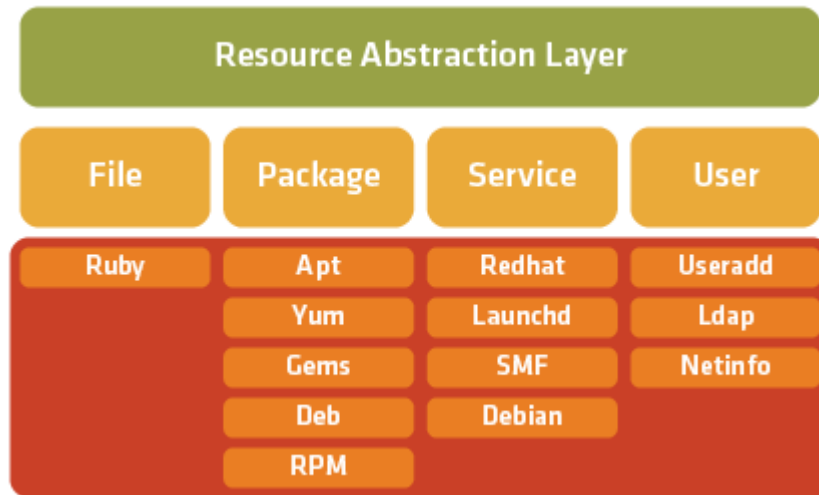 Resource Abstraction Layer
File Package Service User
Ruby Apt Redhat Useradd
Yum Launchd Ldap
Gems SMF Netinfo
Deb Debian
RPM